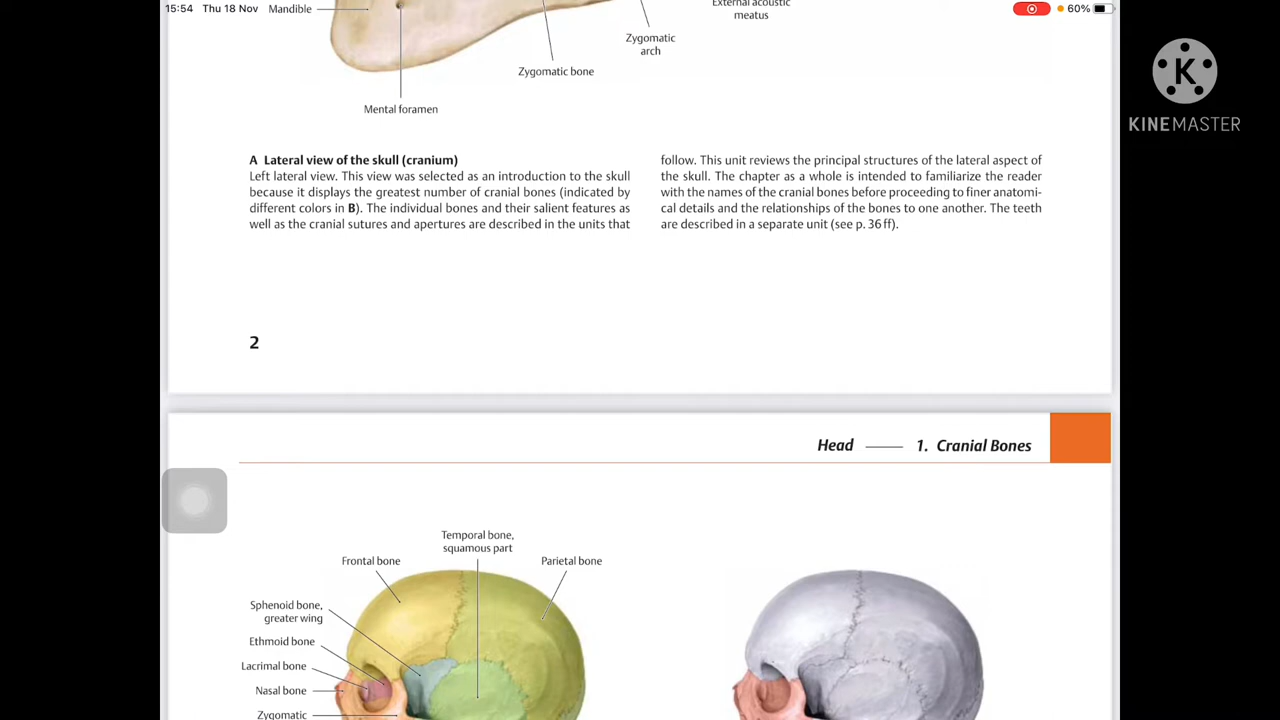 15:54 Thu 18 Nov
60%
Mandible
External acoustic
meatus
Zygomatic
arch
Zygomatic bone
Mental foramen
K
KINEMASTER
A Lateral view of the skull (cranium)
Left lateral view. This view was selected as an introduction to the skull
because it displays the greatest number of cranial bones (indicated by
different colors in B). The individual bones and their salient features as
well as the cranial sutures and apertures are described in the units that
follow. This unit reviews the principal structures of the lateral aspect of
the skull. The chapter as a whole is intended to familiarize the reader
with the names of the cranial bones before proceeding to finer anatomi-
cal details and the relationships of the bones to one another. The teeth
are described in a separate unit (see p. 36 ff).
2
Head —— 1. Cranial Bones
Temporal bone,
squamous part
Frontal bone
Parietal bone
Sphenoid bone,
greater wing
Ethmoid bone
Lacrimal bone
Nasal bone
Zygomatic